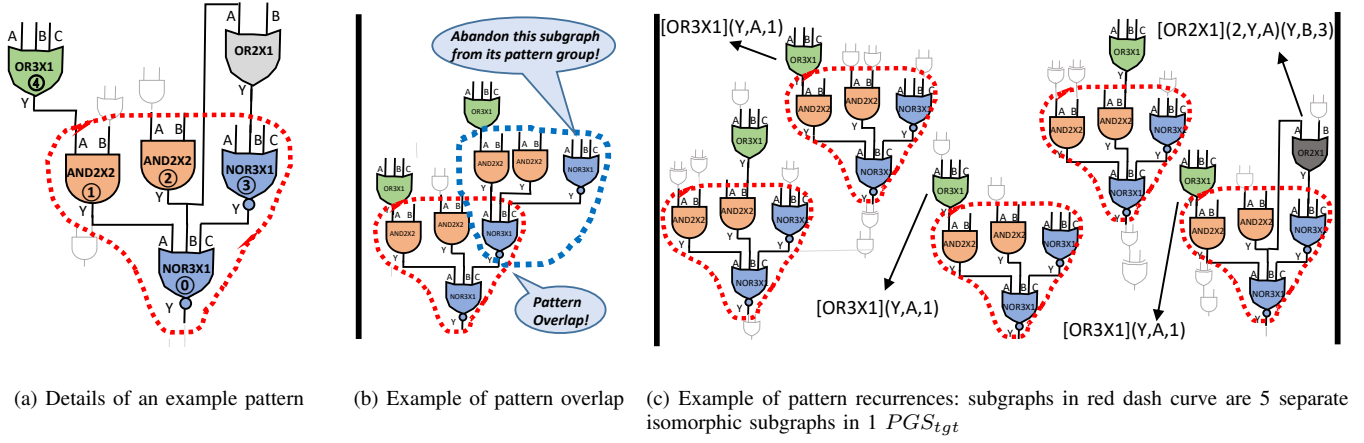 A B
OR2X1
A B C
OR3X1
④
Y
Y
A B
AND2X2
①
A B
AND2X2
②
A B C
NOR3X1
③
Y
Y
Y
A B C
NOR3X1
⓪
Y
(a) Details of an example pattern
Abandon this subgraph
from its pattern group!
A B C
OR3X1
Y
A B
AND2X2
A B
AND2X2
A B C
NOR3X1
Y
Y
Y
A B C
OR3X1
Y
A B
AND2X2
A B
AND2X2
A B C
NOR3X1
Y
Y
Y
A B C
NOR3X1
Y
Pattern
Overlap!
(b) Example of pattern overlap
[OR3X1](Y,A,1)
[OR2X1](2,Y,A)(Y,B,3)
A B C
OR3X1
Y
A B
AND2X2
A B
AND2X2
A B C
NOR3X1
Y
Y
Y
A B C
NOR3X1
Y
A B C
OR3X1
Y
A B
AND2X2
A B
AND2X2
A B C
NOR3X1
Y
Y
Y
A B C
NOR3X1
Y
A B C
OR3X1
Y
A B
AND2X2
A B
AND2X2
A B C
NOR3X1
Y
Y
Y
A B C
NOR3X1
Y
A B C
OR3X1
Y
A B
AND2X2
A B
AND2X2
A B C
NOR3X1
Y
Y
Y
A B C
NOR3X1
Y
A B
OR2X1
Y
A B C
OR3X1
Y
A B
AND2X2
A B
AND2X2
A B C
NOR3X1
Y
Y
Y
A B C
NOR3X1
Y
[OR3X1](Y,A,1)
[OR3X1](Y,A,1)
(c) Example of pattern recurrences: subgraphs in red dash curve are 5 separate
isomorphic subgraphs in 1 PGS_tgt